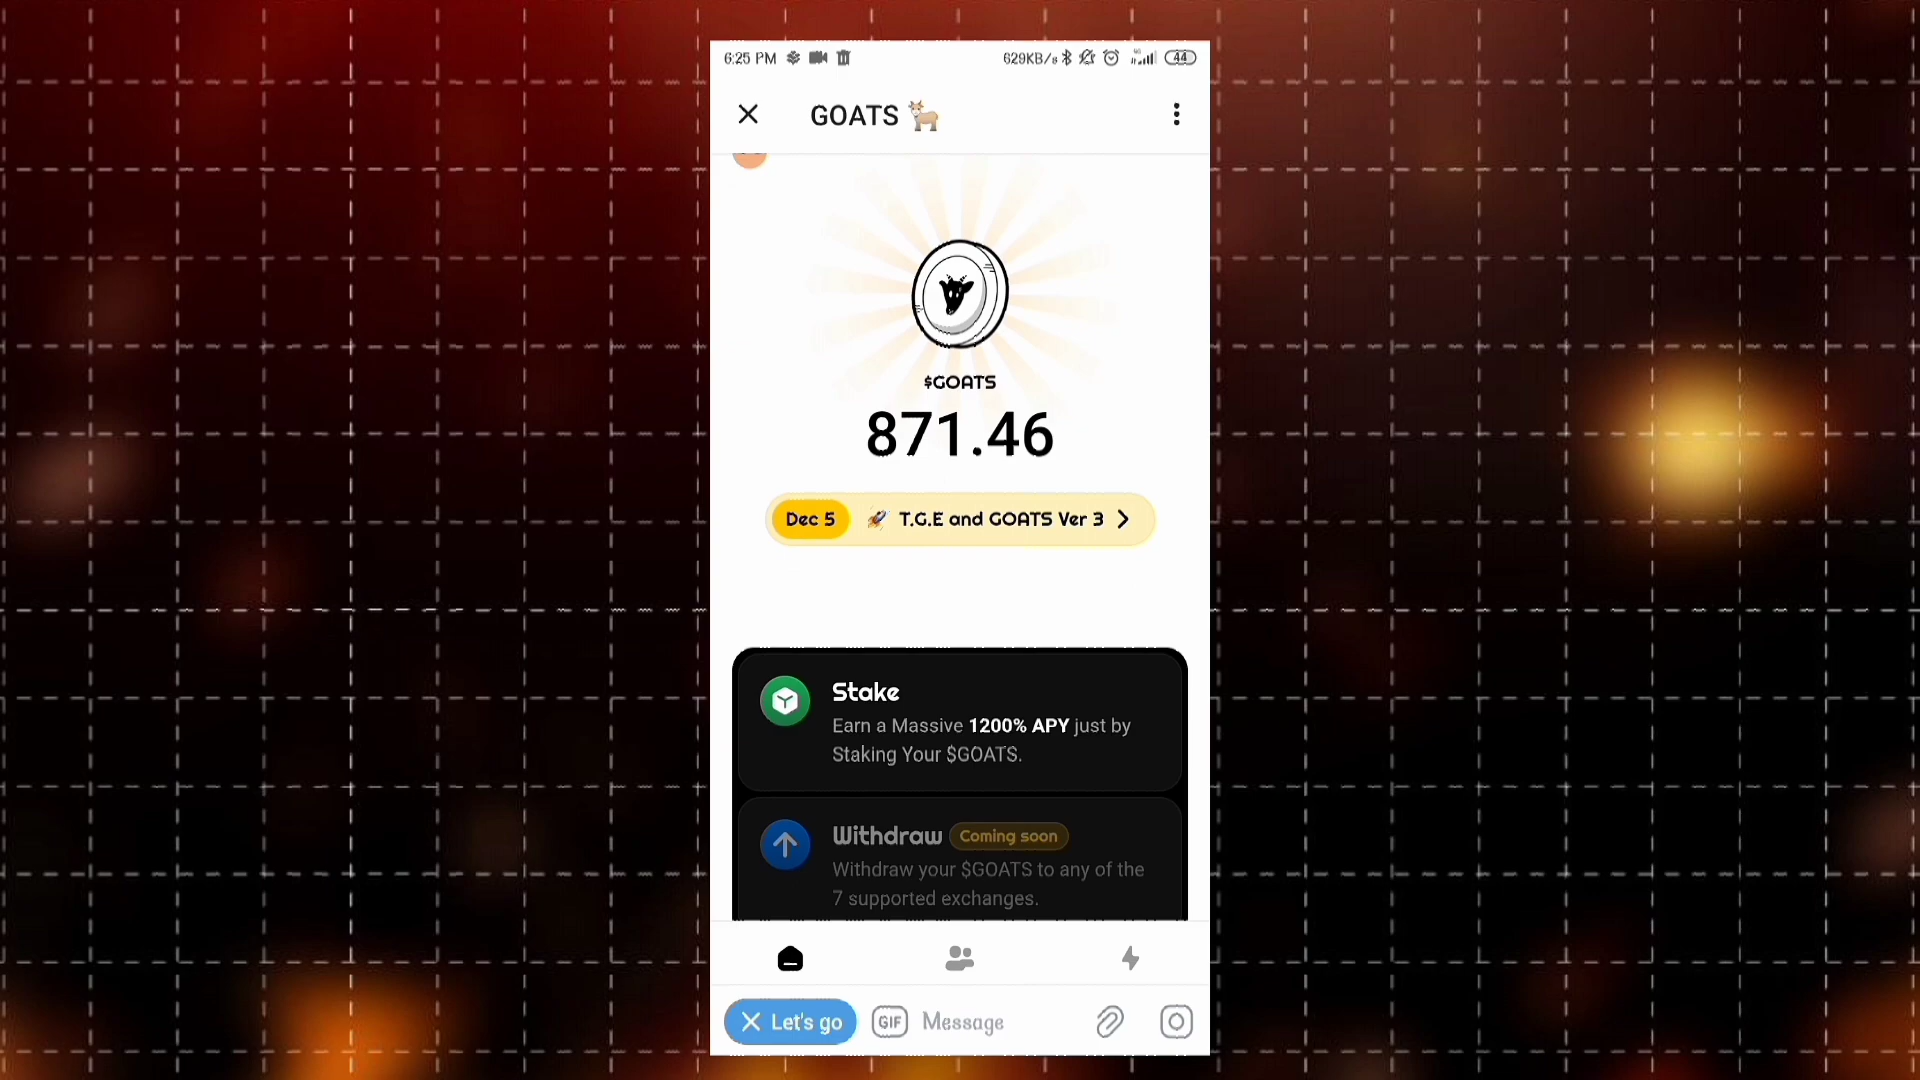 6:25 PM 629KB/s 44
GOATS
$GOATS
871.46
Dec 5 T.G.E and GOATS Ver 3
Stake
Earn a Massive 1200% APY just by
Staking Your $GOATS.
Withdraw Coming soon
Withdraw your $GOATS to any of the
7 supported exchanges.
Let's go GIF Message